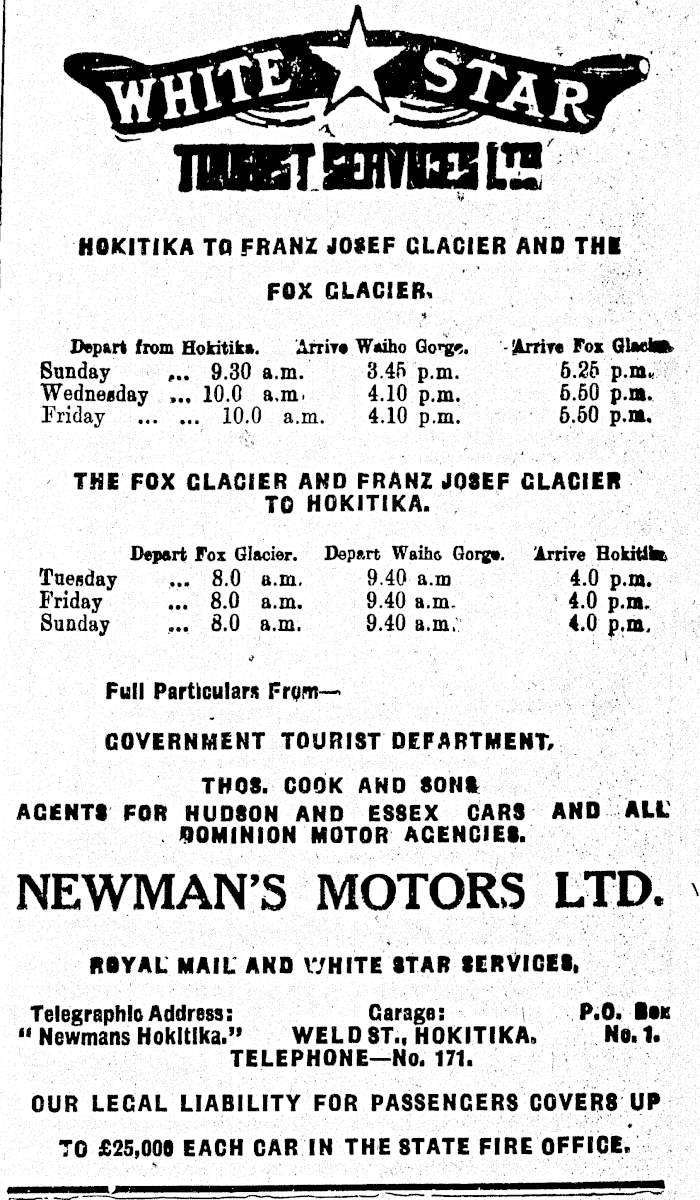 WHITE STAR
TOURIST SERVICES LTD
HOKITIKA TO FRANZ JOSEF GLACIER AND THE
FOX GLACIER.
Depart from Hokitika. Arrive Waiho Gorge. Arrive Fox Glacier.
Sunday ... 9.30 a.m. 3.45 p.m. 5.25 p.m.
Wednesday ... 10.0 a.m. 4.10 p.m. 5.50 p.m.
Friday ... ... 10.0 a.m. 4.10 p.m. 5.50 p.m.
THE FOX GLACIER AND FRANZ JOSEF GLACIER
TO HOKITIKA.
Depart Fox Glacier. Depart Waiho Gorge. Arrive Hokitika
Tuesday ... 8.0 a.m. 9.40 a.m 4.0 p.m.
Friday ... 8.0 a.m. 9.40 a.m. 4.0 p.m.
Sunday ... 8.0 a.m. 9.40 a.m. 4.0 p.m.
Full Particulars From—
GOVERNMENT TOURIST DEPARTMENT,
THOS. COOK AND SONS
AGENTS FOR HUDSON AND ESSEX CARS AND ALL
DOMINION MOTOR AGENCIES.
NEWMAN'S MOTORS LTD.
ROYAL MAIL AND WHITE STAR SERVICES,
Telegraphic Address: Garage: P.O. Box
"Newmans Hokitika." WELD ST., HOKITIKA. No. 1.
TELEPHONE—No. 171.
OUR LEGAL LIABILITY FOR PASSENGERS COVERS UP
TO £25,000 EACH CAR IN THE STATE FIRE OFFICE.